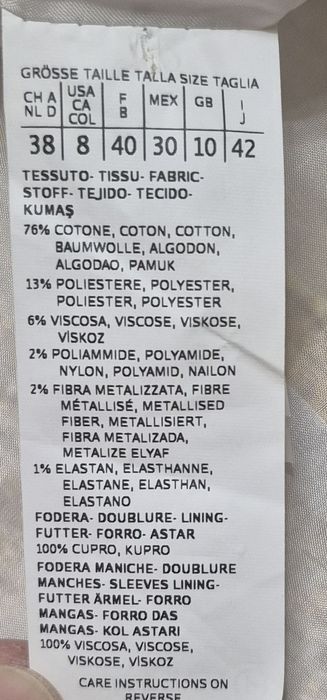 GRÖSSE TAILLE TALLA SIZE TAGLIA
CH A NL D USA CA COL F B MEX GB I J
38 8 40 30 10 42
TESSUTO- TISSU- FABRIC-
STOFF- TEJIDO- TECIDO-
KUMAŞ
76% COTONE, COTON, COTTON,
BAUMWOLLE, ALGODON,
ALGODAO, PAMUK
13% POLIESTERE, POLYESTER,
POLIESTER, POLYESTER
6% VISCOSA, VISCOSE, VISKOSE,
VİSKOZ
2% POLIAMMIDE, POLYAMIDE,
NYLON, POLYAMID, NAILON
2% FIBRA METALIZZATA, FIBRE
MÉTALLISÉ, METALLISED
FIBER, METALLISIERT,
FIBRA METALIZADA,
METALIZE ELYAF
1% ELASTAN, ELASTHANNE,
ELASTANE, ELASTHAN,
ELASTANO
FODERA- DOUBLURE- LINING-
FUTTER- FORRO- ASTAR
100% CUPRO, KUPRO
FODERA MANICHE- DOUBLURE
MANCHES- SLEEVES LINING-
FUTTER ÄRMEL- FORRO
MANGAS- FORRO DAS
MANGAS- KOL ASTARI
100% VISCOSA, VISCOSE,
VISKOSE, VİSKOZ
CARE INSTRUCTIONS ON
REVERSE